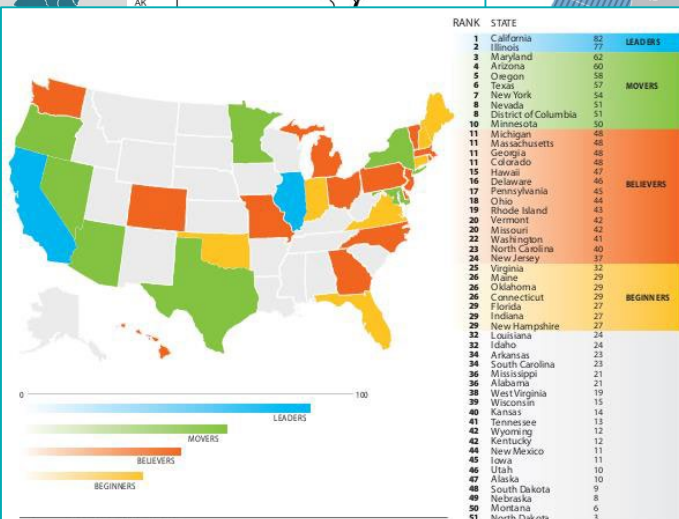 AK
RANK STATE
1 California 82 LEADERS
2 Illinois 77
3 Maryland 62
4 Arizona 60
5 Oregon 58
6 Texas 57 MOVERS
7 New York 54
8 Nevada 51
8 District of Columbia 51
10 Minnesota 50
11 Michigan 48
11 Massachusetts 48
11 Georgia 48
11 Colorado 48
15 Hawaii 47
16 Delaware 46
17 Pennsylvania 45 BELIEVERS
18 Ohio 44
19 Rhode Island 43
20 Vermont 42
20 Missouri 42
22 Washington 41
23 North Carolina 40
24 New Jersey 37
25 Virginia 32
26 Maine 29
26 Oklahoma 29
26 Connecticut 29 BEGINNERS
29 Florida 27
29 Indiana 27
29 New Hampshire 27
32 Louisiana 24
32 Idaho 24
34 Arkansas 23
34 South Carolina 23
36 Mississippi 21
36 Alabama 21
38 West Virginia 19
39 Wisconsin 15
40 Kansas 14
41 Tennessee 13
42 Wyoming 12
42 Kentucky 12
44 New Mexico 11
45 Iowa 11
46 Utah 10
47 Alaska 10
48 South Dakota 9
49 Nebraska 8
50 Montana 6
51 North Dakota 3
0 100
LEADERS
MOVERS
BELIEVERS
BEGINNERS